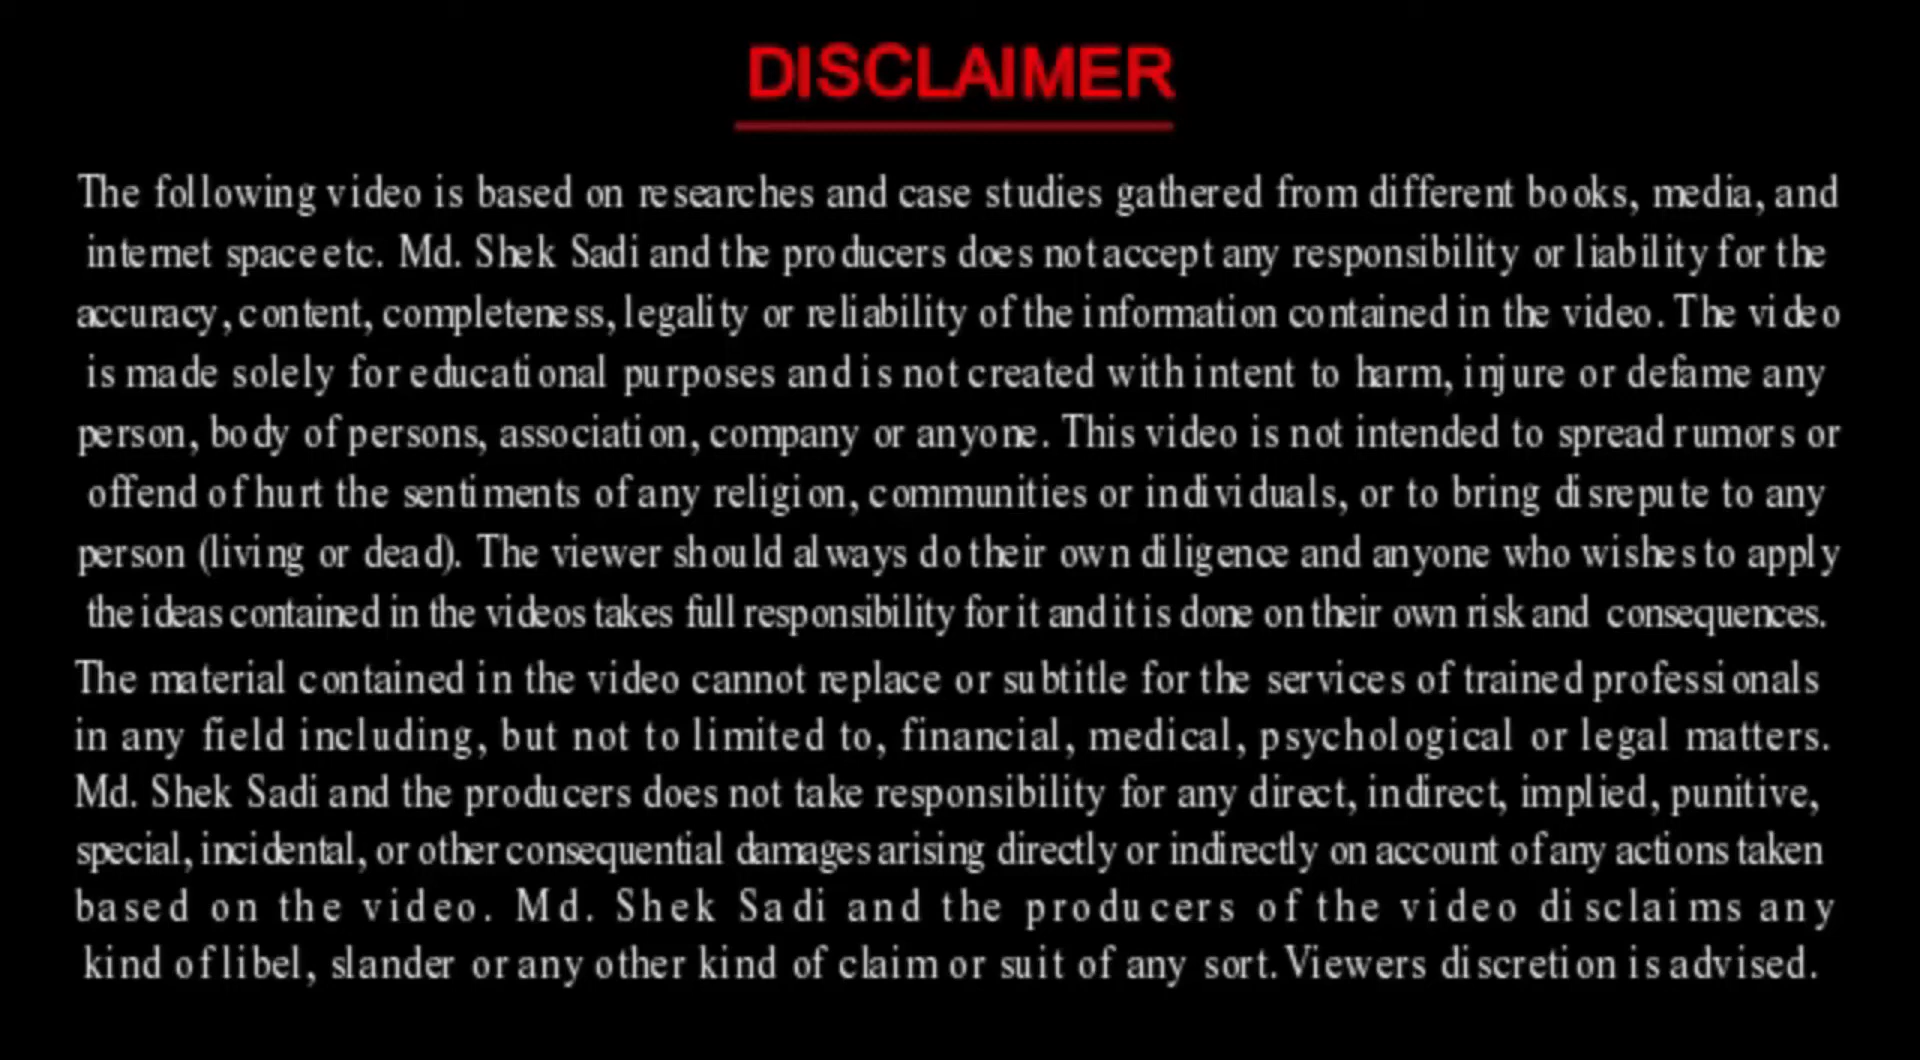 DISCLAIMER
The following video is based on researches and case studies gathered from different books, media, and
internet space etc. Md. Shek Sadi and the producers does not accept any responsibility or liability for the
accuracy, content, completeness, legality or reliability of the information contained in the video. The video
is made solely for educational purposes and is not created with intent to harm, injure or defame any
person, body of persons, association, company or anyone. This video is not intended to spread rumors or
offend of hurt the sentiments of any religion, communities or individuals, or to bring disrepute to any
person (living or dead). The viewer should always do their own diligence and anyone who wishes to apply
the ideas contained in the videos takes full responsibility for it and it is done on their own risk and consequences.
The material contained in the video cannot replace or subtitle for the services of trained professionals
in any field including, but not to limited to, financial, medical, psychological or legal matters.
Md. Shek Sadi and the producers does not take responsibility for any direct, indirect, implied, punitive,
special, incidental, or other consequential damages arising directly or indirectly on account of any actions taken
based on the video. Md. Shek Sadi and the producers of the video disclaims any
kind of libel, slander or any other kind of claim or suit of any sort. Viewers discretion is advised.